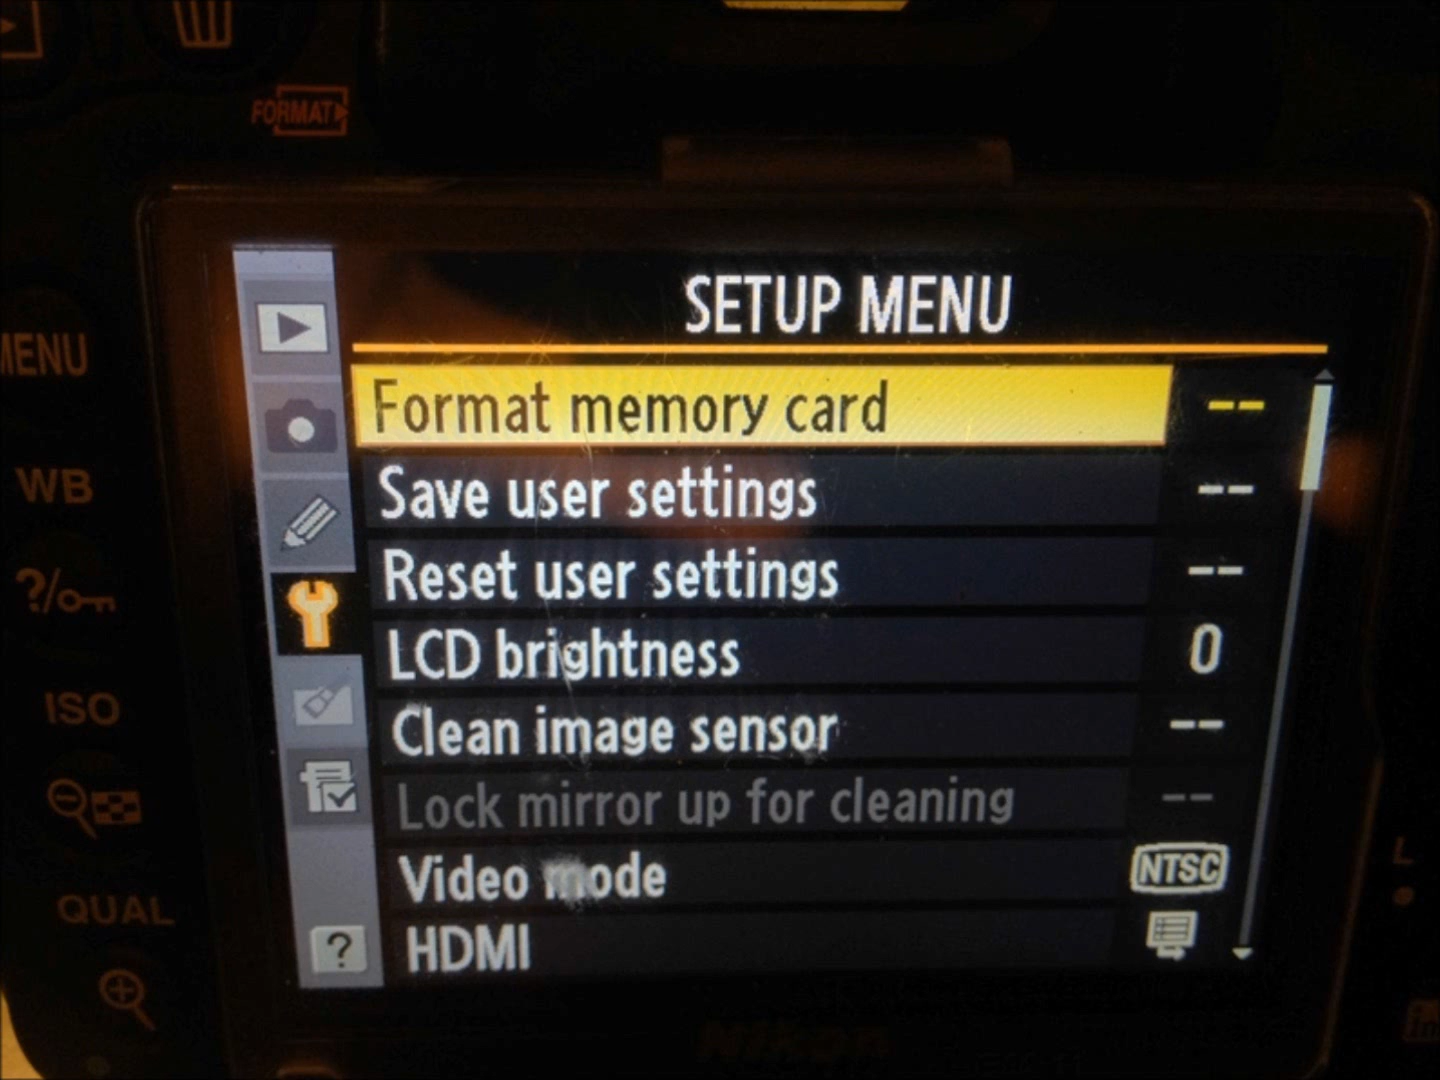 FORMAT
SETUP MENU
Format memory card --
Save user settings --
Reset user settings --
LCD brightness 0
Clean image sensor --
Lock mirror up for cleaning --
Video mode NTSC
HDMI
?
MENU
WB
?/
ISO
QUAL
L
Nikon